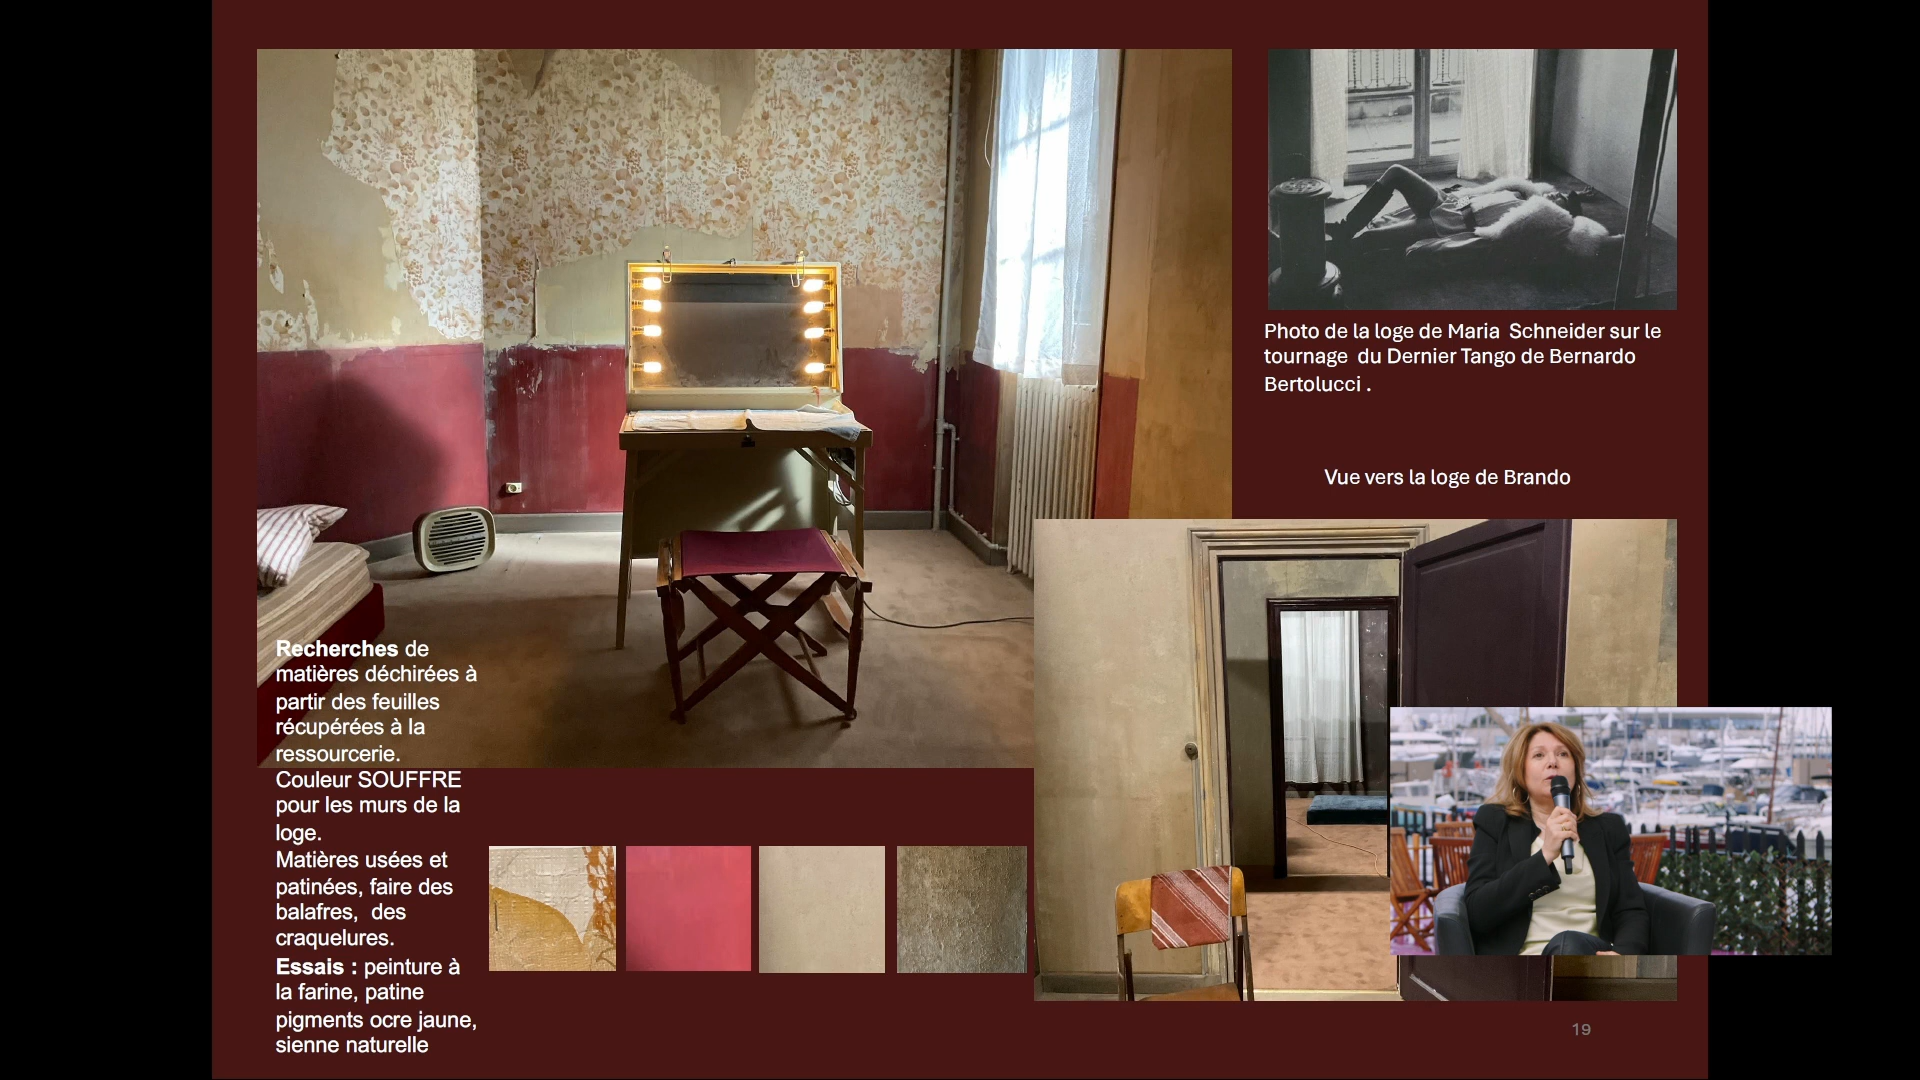 Photo de la loge de Maria Schneider sur le
tournage du Dernier Tango de Bernardo
Bertolucci .
Vue vers la loge de Brando
Recherches de
matières déchirées à
partir des feuilles
récupérées à la
ressourcerie.
Couleur SOUFFRE
pour les murs de la
loge.
Matières usées et
patinées, faire des
balafres, des
craquelures.
Essais : peinture à
la farine, patine
pigments ocre jaune,
sienne naturelle
19